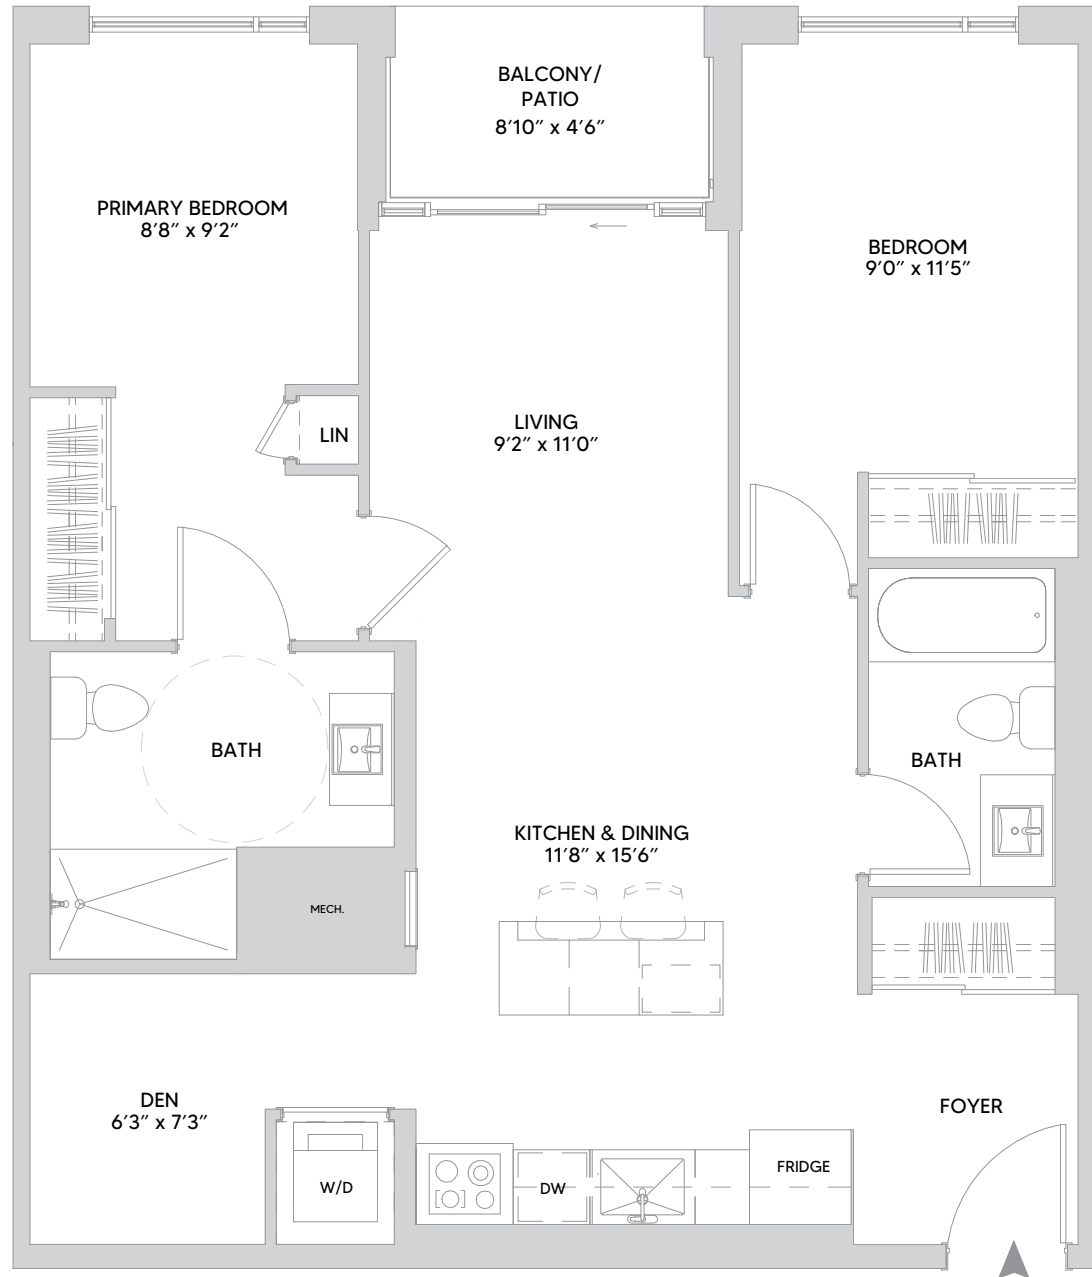 BALCONY/
PATIO
8'10" x 4'6"
PRIMARY BEDROOM
8'8" x 9'2"
BEDROOM
9'0" x 11'5"
LIVING
9'2" x 11'0"
LIN
BATH
BATH
KITCHEN & DINING
11'8" x 15'6"
MECH.
DEN
6'3" x 7'3"
FOYER
W/D
DW
FRIDGE